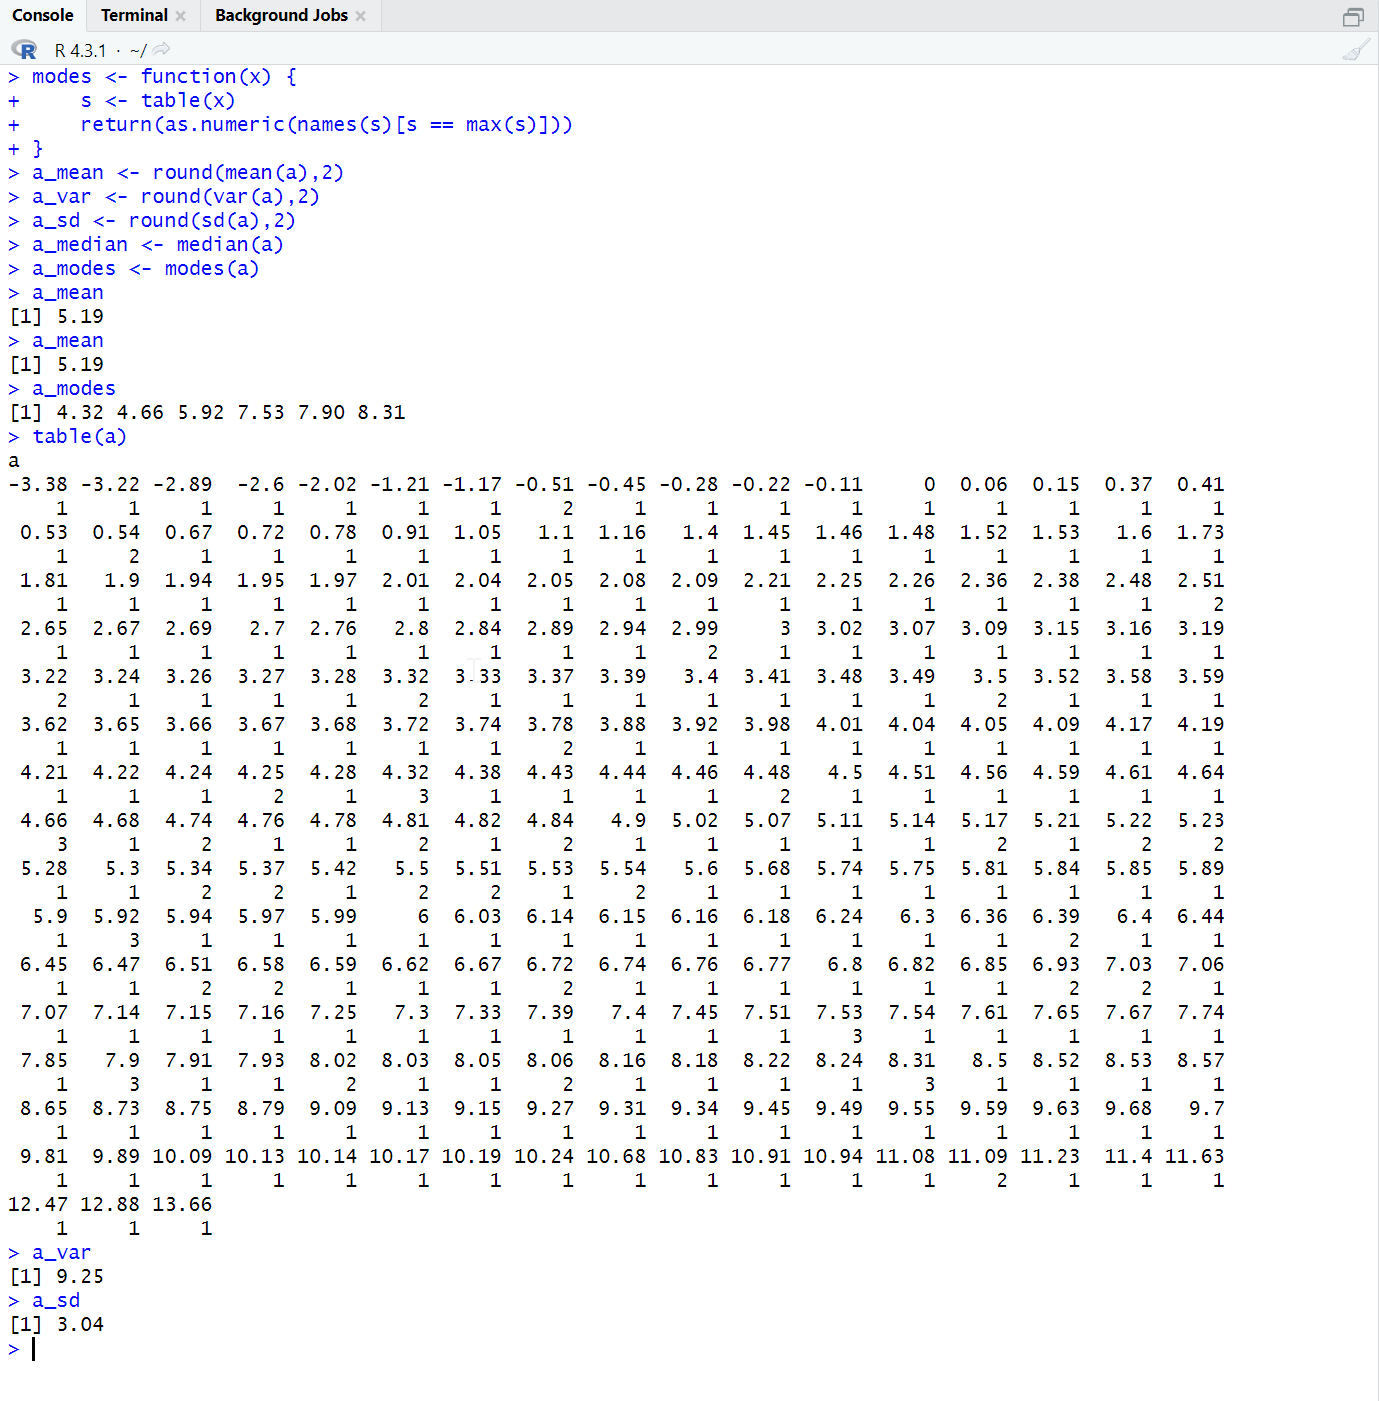 Console Terminal Background Jobs
R 4.3.1 · ~/
> modes <- function(x) {
+     s <- table(x)
+     return(as.numeric(names(s)[s == max(s)]))
+ }
> a_mean <- round(mean(a),2)
> a_var <- round(var(a),2)
> a_sd <- round(sd(a),2)
> a_median <- median(a)
> a_modes <- modes(a)
> a_mean
[1] 5.19
> a_mean
[1] 5.19
> a_modes
[1] 4.32 4.66 5.92 7.53 7.90 8.31
> table(a)
a
-3.38 -3.22 -2.89  -2.6 -2.02 -1.21 -1.17 -0.51 -0.45 -0.28 -0.22 -0.11     0  0.06  0.15  0.37  0.41
    1     1     1     1     1     1     1     2     1     1     1     1     1     1     1     1     1
 0.53  0.54  0.67  0.72  0.78  0.91  1.05   1.1  1.16   1.4  1.45  1.46  1.48  1.52  1.53   1.6  1.73
    1     2     1     1     1     1     1     1     1     1     1     1     1     1     1     1     1
 1.81   1.9  1.94  1.95  1.97  2.01  2.04  2.05  2.08  2.09  2.21  2.25  2.26  2.36  2.38  2.48  2.51
    1     1     1     1     1     1     1     1     1     1     1     1     1     1     1     1     2
 2.65  2.67  2.69   2.7  2.76   2.8  2.84  2.89  2.94  2.99     3  3.02  3.07  3.09  3.15  3.16  3.19
    1     1     1     1     1     1     1     1     1     2     1     1     1     1     1     1     1
 3.22  3.24  3.26  3.27  3.28  3.32  3.33  3.37  3.39   3.4  3.41  3.48  3.49   3.5  3.52  3.58  3.59
    2     1     1     1     1     2     1     1     1     1     1     1     1     2     1     1     1
 3.62  3.65  3.66  3.67  3.68  3.72  3.74  3.78  3.88  3.92  3.98  4.01  4.04  4.05  4.09  4.17  4.19
    1     1     1     1     1     1     1     2     1     1     1     1     1     1     1     1     1
 4.21  4.22  4.24  4.25  4.28  4.32  4.38  4.43  4.44  4.46  4.48   4.5  4.51  4.56  4.59  4.61  4.64
    1     1     1     2     1     3     1     1     1     1     2     1     1     1     1     1     1
 4.66  4.68  4.74  4.76  4.78  4.81  4.82  4.84   4.9  5.02  5.07  5.11  5.14  5.17  5.21  5.22  5.23
    3     1     2     1     1     2     1     2     1     1     1     1     1     2     1     2     2
 5.28   5.3  5.34  5.37  5.42   5.5  5.51  5.53  5.54   5.6  5.68  5.74  5.75  5.81  5.84  5.85  5.89
    1     1     2     2     1     2     2     1     2     1     1     1     1     1     1     1     1
  5.9  5.92  5.94  5.97  5.99     6  6.03  6.14  6.15  6.16  6.18  6.24   6.3  6.36  6.39   6.4  6.44
    1     3     1     1     1     1     1     1     1     1     1     1     1     1     2     1     1
 6.45  6.47  6.51  6.58  6.59  6.62  6.67  6.72  6.74  6.76  6.77   6.8  6.82  6.85  6.93  7.03  7.06
    1     1     2     2     1     1     1     2     1     1     1     1     1     1     2     2     1
 7.07  7.14  7.15  7.16  7.25   7.3  7.33  7.39   7.4  7.45  7.51  7.53  7.54  7.61  7.65  7.67  7.74
    1     1     1     1     1     1     1     1     1     1     1     3     1     1     1     1     1
 7.85   7.9  7.91  7.93  8.02  8.03  8.05  8.06  8.16  8.18  8.22  8.24  8.31   8.5  8.52  8.53  8.57
    1     3     1     1     2     1     1     2     1     1     1     1     3     1     1     1     1
 8.65  8.73  8.75  8.79  9.09  9.13  9.15  9.27  9.31  9.34  9.45  9.49  9.55  9.59  9.63  9.68   9.7
    1     1     1     1     1     1     1     1     1     1     1     1     1     1     1     1     1
 9.81  9.89 10.09 10.13 10.14 10.17 10.19 10.24 10.68 10.83 10.91 10.94 11.08 11.09 11.23  11.4 11.63
    1     1     1     1     1     1     1     1     1     1     1     1     1     2     1     1     1
12.47 12.88 13.66
    1     1     1
> a_var
[1] 9.25
> a_sd
[1] 3.04
>